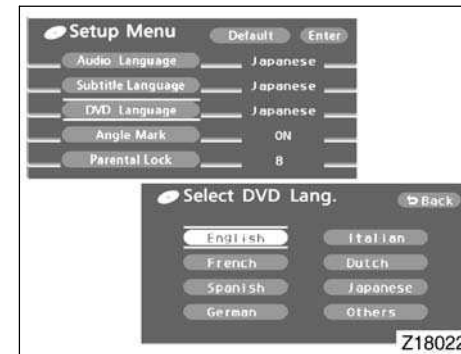 Setup Menu Default Enter
Audio Language Japanese
Subtitle Language Japanese
DVD Language Japanese
Angle Mark ON
Parental Lock 8
Select DVD Lang. Back
English Italian
French Dutch
Spanish Japanese
German Others
Z18022